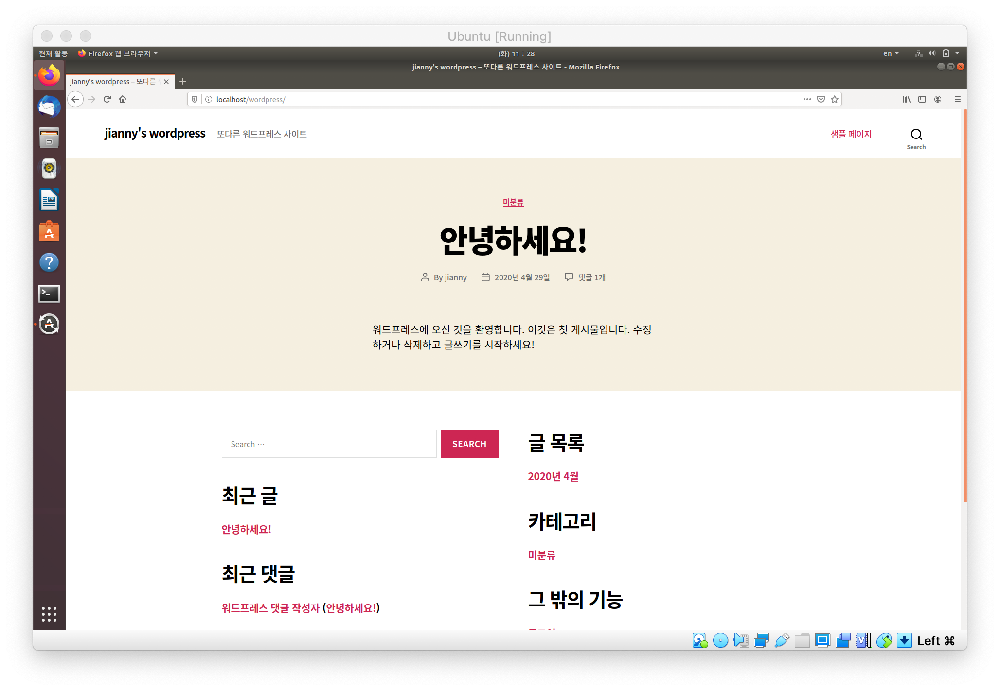 Ubuntu [Running]
현재 활동
Firefox 웹 브라우저
(화) 11 : 28
en
jianny's wordpress – 또다른 워드프레스 사이트 - Mozilla Firefox
jianny's wordpress – 또다른
localhost/wordpress/
jianny's wordpress
또다른 워드프레스 사이트
샘플 페이지
Search
미분류
안녕하세요!
By jianny
2020년 4월 29일
댓글 1개
워드프레스에 오신 것을 환영합니다. 이것은 첫 게시물입니다. 수정
하거나 삭제하고 글쓰기를 시작하세요!
Search …
SEARCH
최근 글
안녕하세요!
최근 댓글
워드프레스 댓글 작성자 (안녕하세요!)
글 목록
2020년 4월
카테고리
미분류
그 밖의 기능
Left ⌘